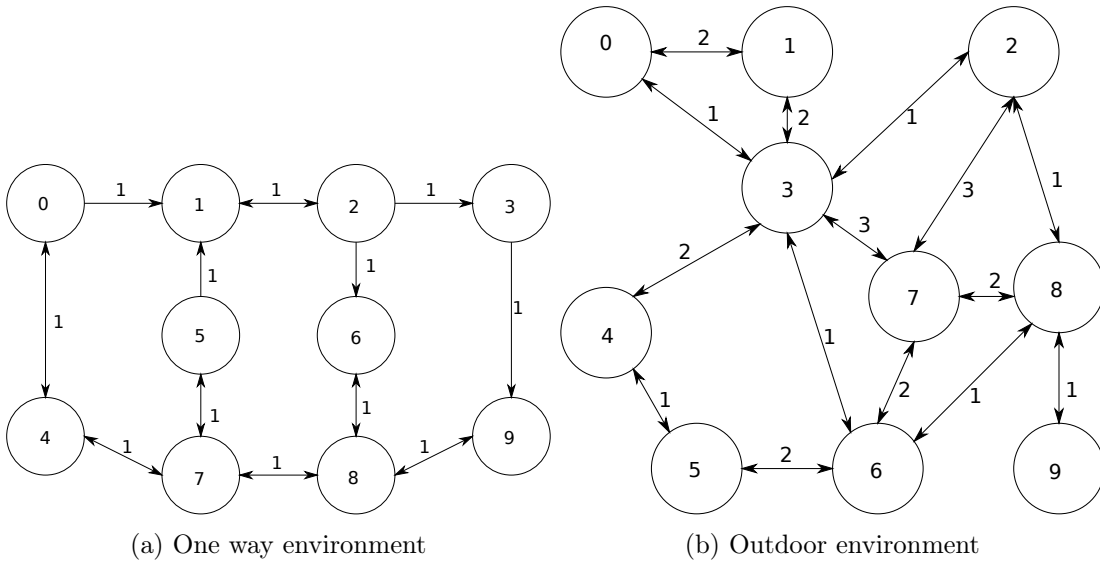 0 2 1 2
1 2 1
3 1
0 1 1 1 2 1 3
3
3
1 1
2
2
7 8
1 5 6 1 4 1
2
1 1 1
1
4 1 1 9
1 5 2 6 9
7 8
(a) One way environment
(b) Outdoor environment